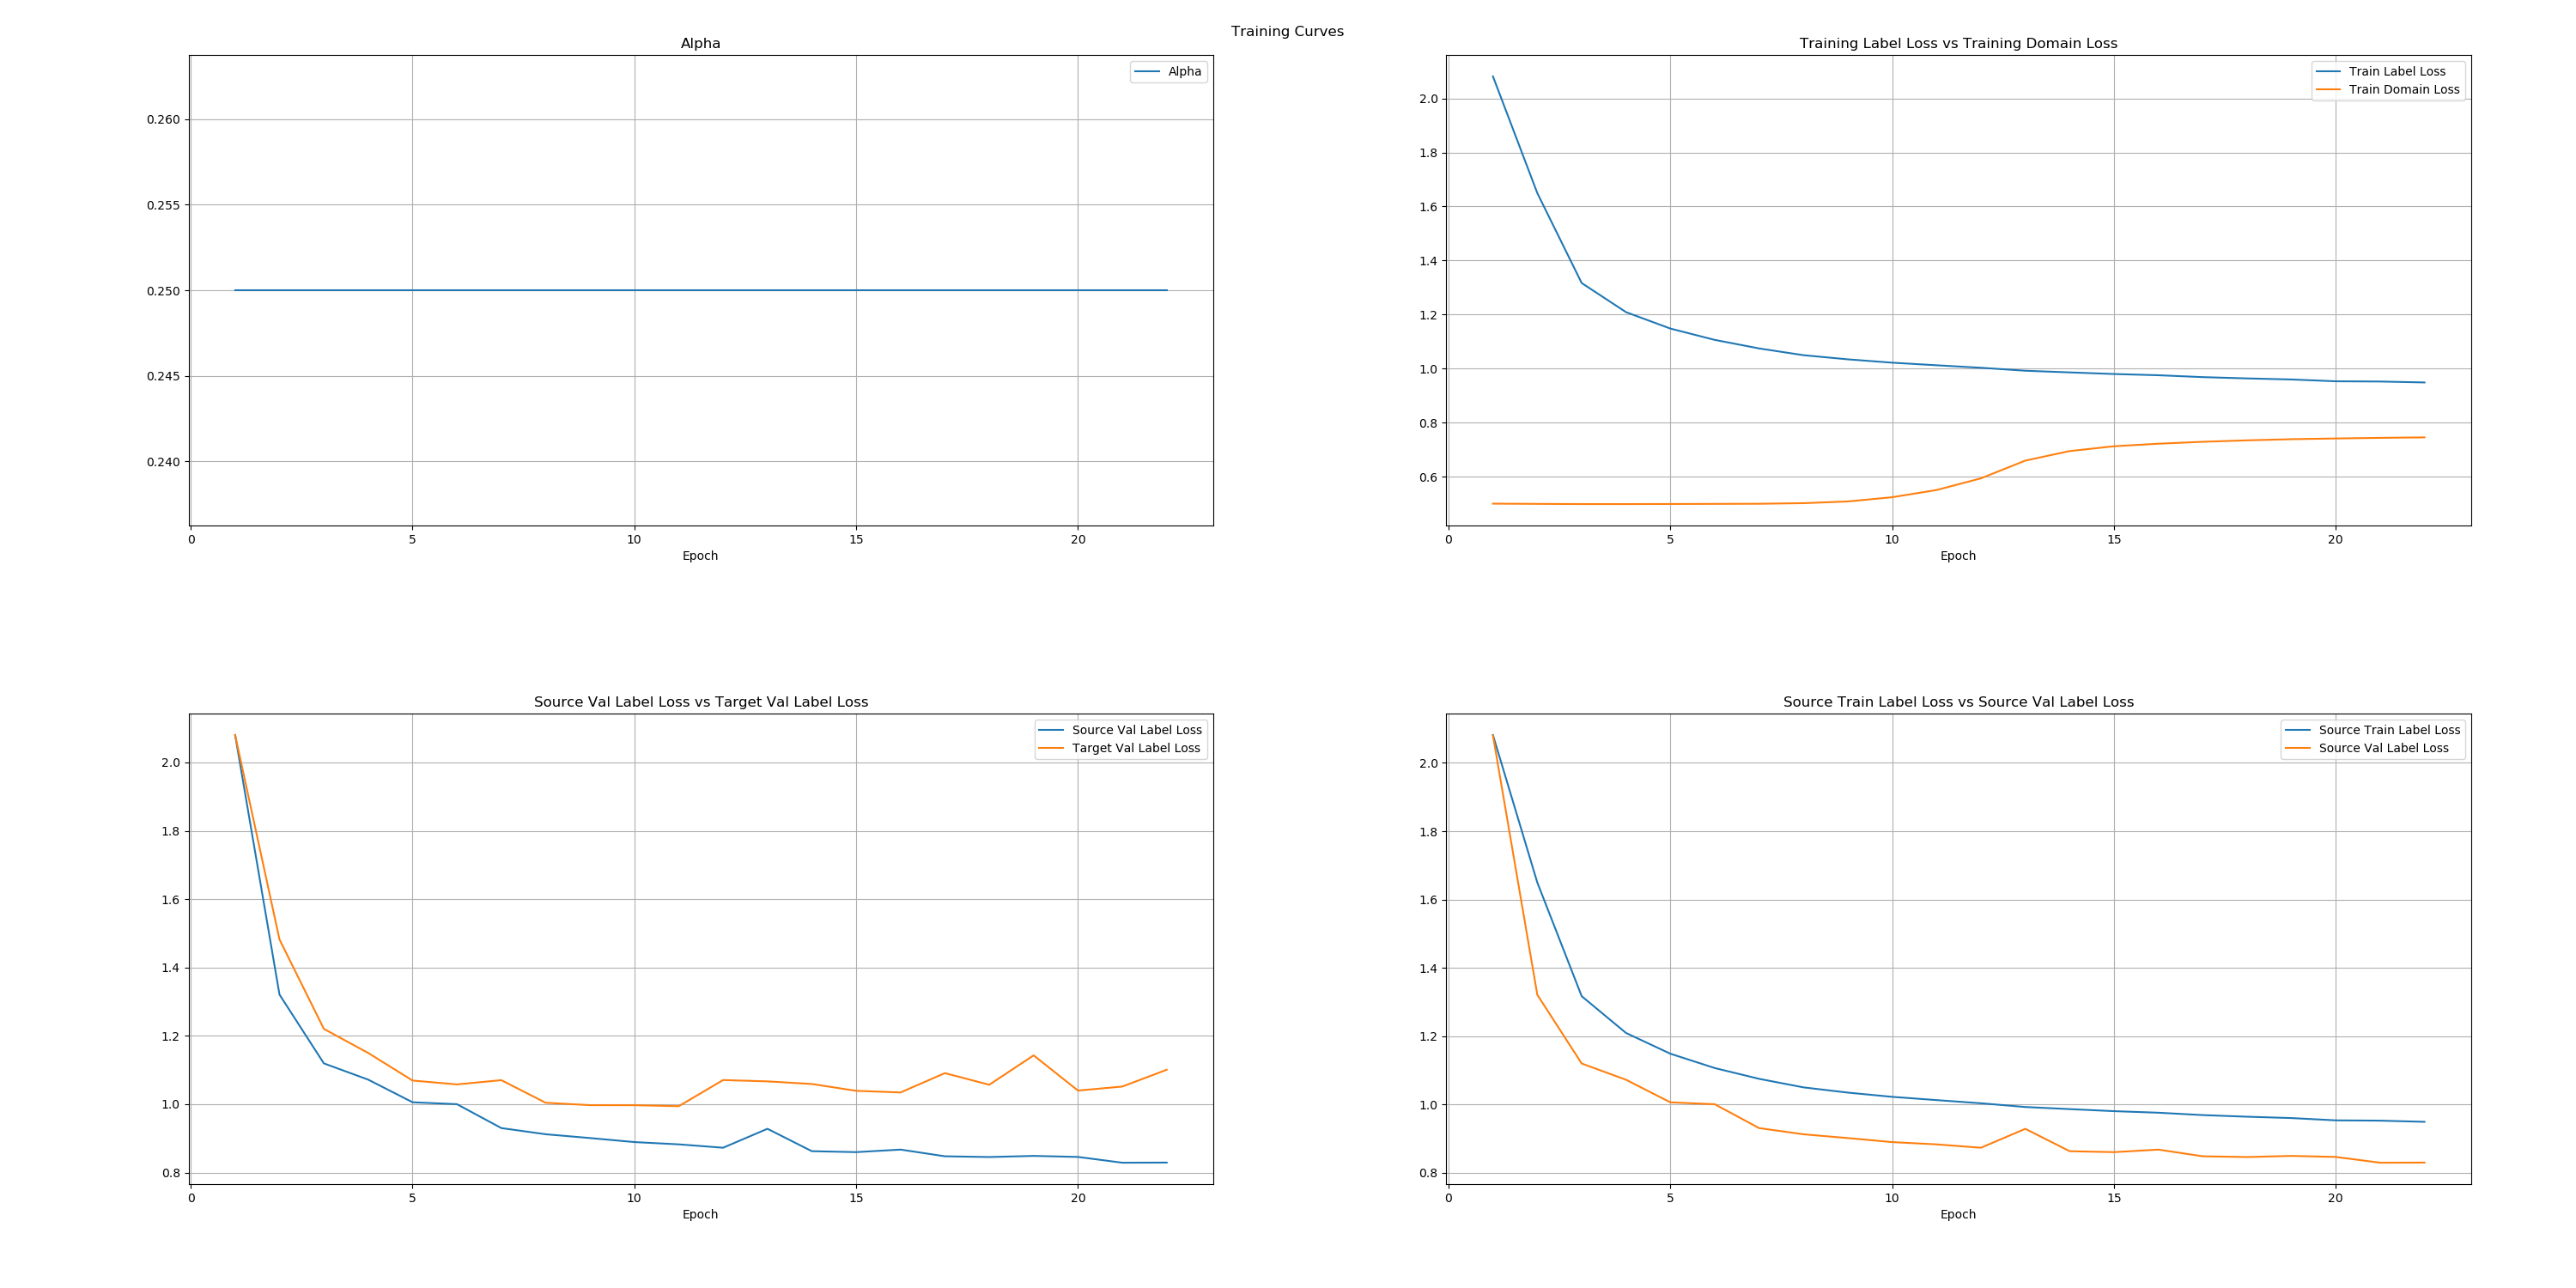 Training Curves
Alpha
Alpha
0.260
0.255
0.250
0.245
0.240
0
5
10
15
20
Epoch
Training Label Loss vs Training Domain Loss
Train Label Loss
Train Domain Loss
2.0
1.8
1.6
1.4
1.2
1.0
0.8
0.6
0
5
10
15
20
Epoch
Source Val Label Loss vs Target Val Label Loss
Source Val Label Loss
Target Val Label Loss
2.0
1.8
1.6
1.4
1.2
1.0
0.8
0
5
10
15
20
Epoch
Source Train Label Loss vs Source Val Label Loss
Source Train Label Loss
Source Val Label Loss
2.0
1.8
1.6
1.4
1.2
1.0
0.8
0
5
10
15
20
Epoch